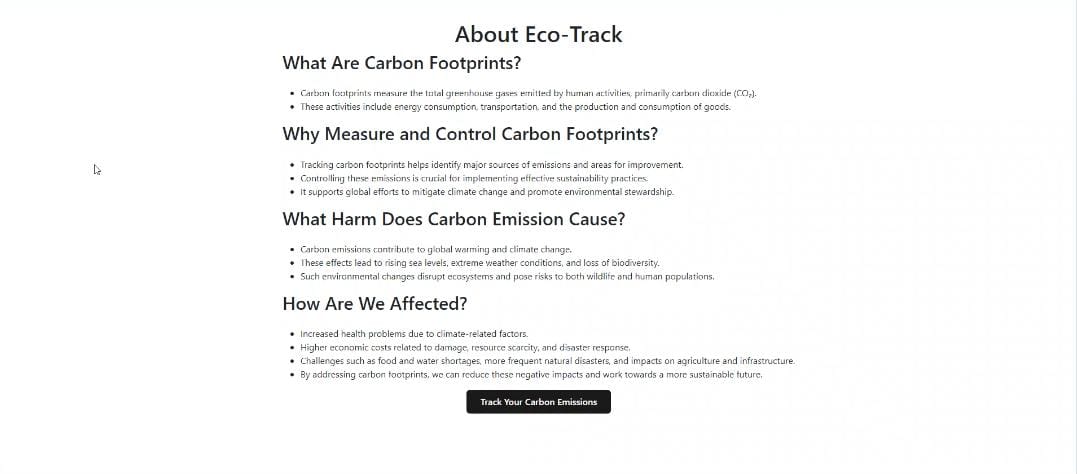 About Eco-Track
What Are Carbon Footprints?
• Carbon footprints measure the total greenhouse gases emitted by human activities, primarily carbon dioxide (CO₂).
• These activities include energy consumption, transportation, and the production and consumption of goods.
Why Measure and Control Carbon Footprints?
• Tracking carbon footprints helps identify major sources of emissions and areas for improvement.
• Controlling these emissions is crucial for implementing effective sustainability practices.
• It supports global efforts to mitigate climate change and promote environmental stewardship.
What Harm Does Carbon Emission Cause?
• Carbon emissions contribute to global warming and climate change.
• These effects lead to rising sea levels, extreme weather conditions, and loss of biodiversity.
• Such environmental changes disrupt ecosystems and pose risks to both wildlife and human populations.
How Are We Affected?
• Increased health problems due to climate-related factors.
• Higher economic costs related to damage, resource scarcity, and disaster response.
• Challenges such as food and water shortages, more frequent natural disasters, and impacts on agriculture and infrastructure.
• By addressing carbon footprints, we can reduce these negative impacts and work towards a more sustainable future.
Track Your Carbon Emissions